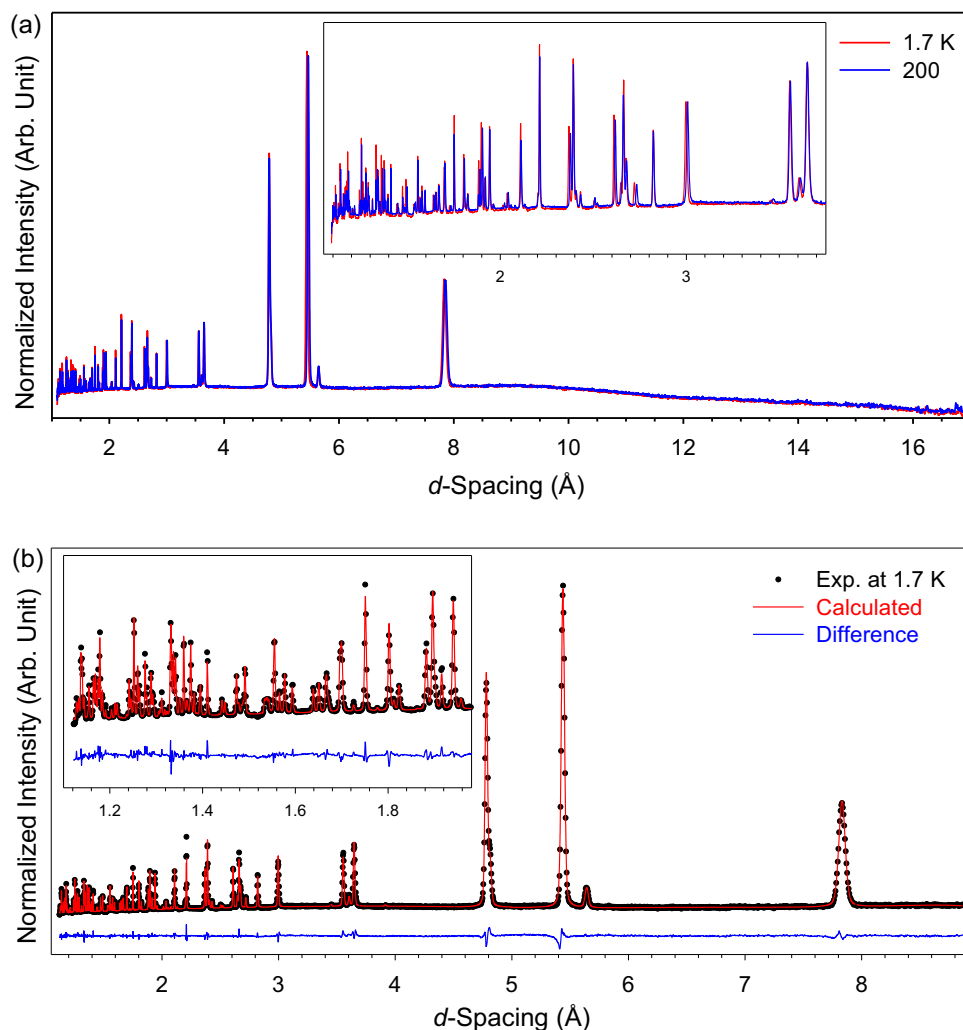 (a)
Normalized Intensity (Arb. Unit)
1.7 K
200
2 3
2 4 6 8 10 12 14 16
d-Spacing (Å)
(b)
Normalized Intensity (Arb. Unit)
Exp. at 1.7 K
Calculated
Difference
1.2 1.4 1.6 1.8
2 3 4 5 6 7 8
d-Spacing (Å)